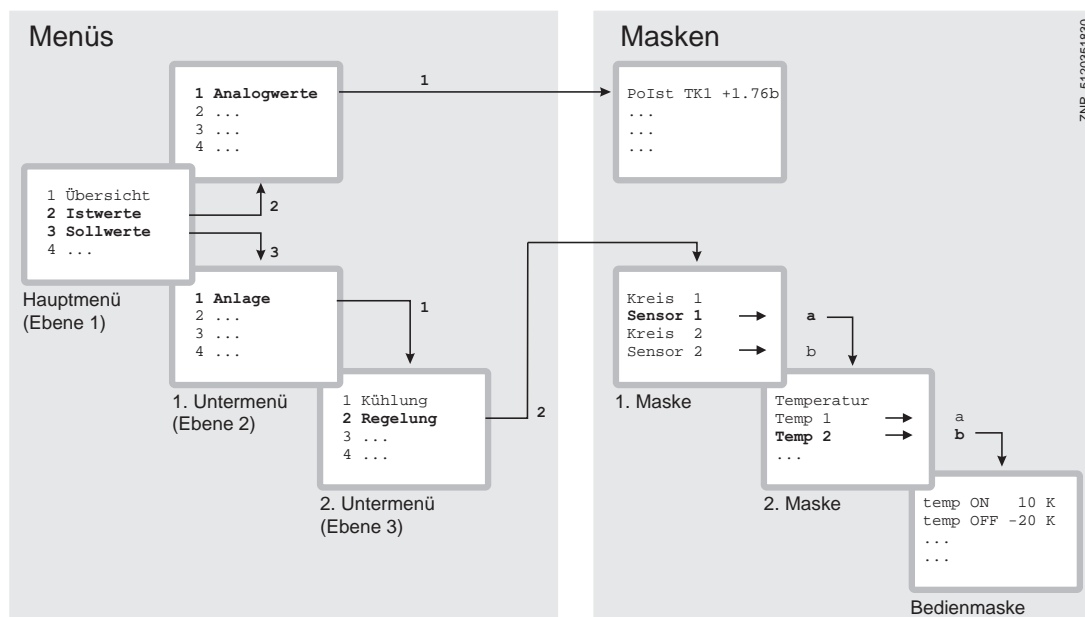 Menüs
1 Analogwerte
2 ...
3 ...
4 ...
1
1 Übersicht
2 Istwerte
3 Sollwerte
4 ...
2
3
Hauptmenü
(Ebene 1)
1 Anlage
2 ...
3 ...
4 ...
1
1. Untermenü
(Ebene 2)
1 Kühlung
2 Regelung
3 ...
4 ...
2
2. Untermenü
(Ebene 3)
Masken
PoIst TK1 +1.76b
...
...
...
Kreis 1
Sensor 1 a
Kreis 2
Sensor 2 b
1. Maske
Temperatur
Temp 1 a
Temp 2 b
...
2. Maske
temp ON 10 K
temp OFF -20 K
...
...
Bedienmaske
ZNR. 5120351830